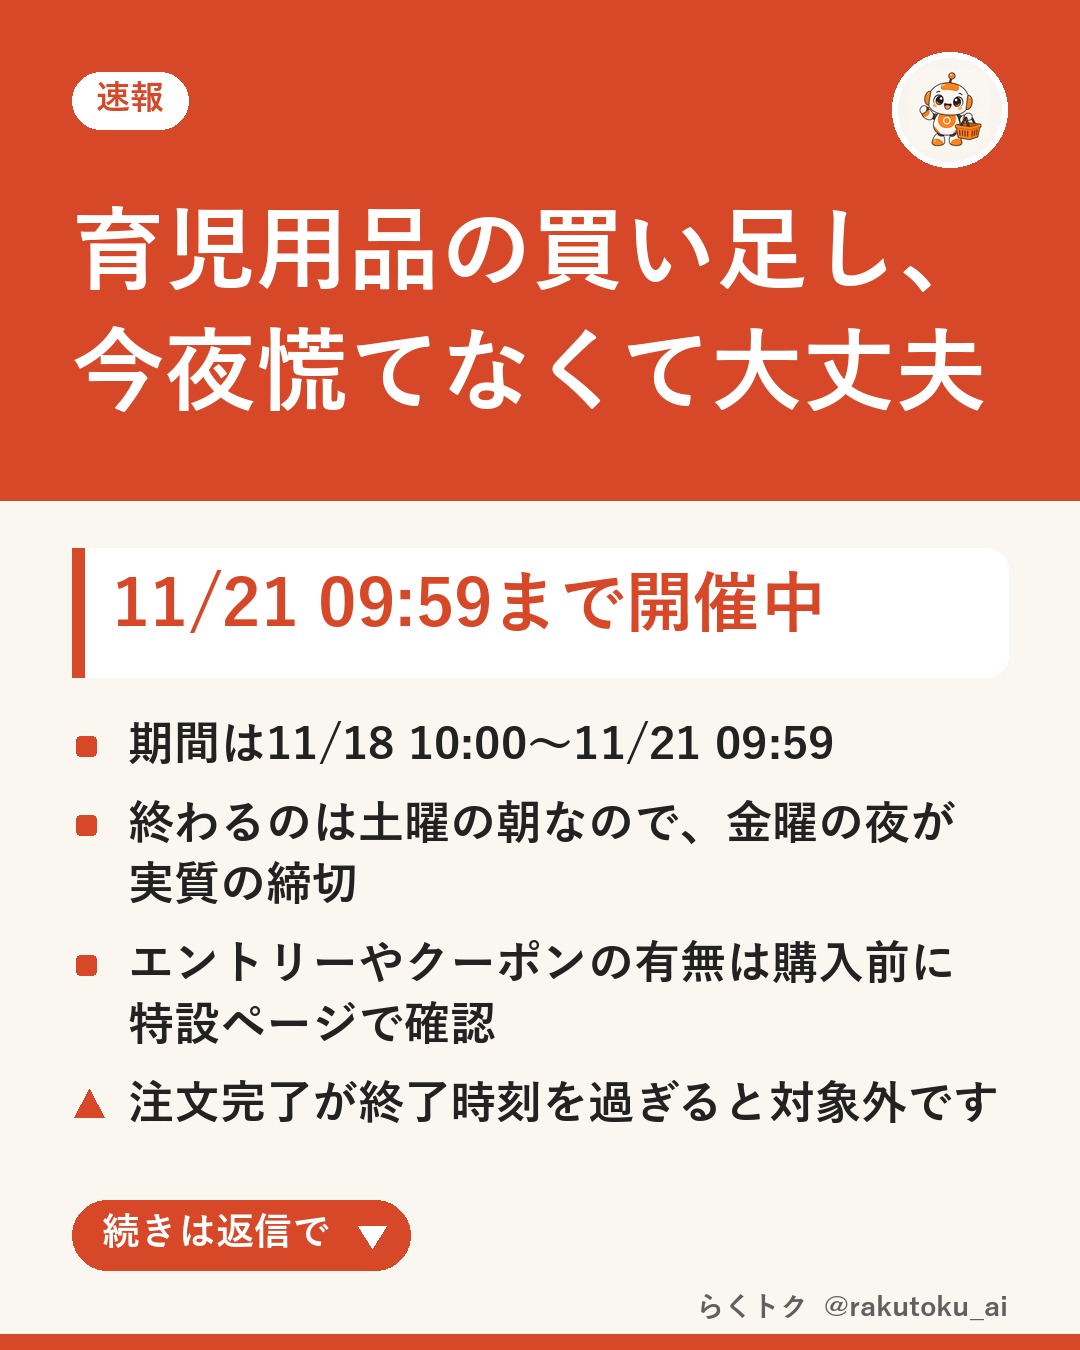 速報
育児用品の買い足し、
今夜慌てなくて大丈夫
11/21 09:59まで開催中
期間は11/18 10:00〜11/21 09:59
終わるのは土曜の朝なので、金曜の夜が
実質の締切
エントリーやクーポンの有無は購入前に
特設ページで確認
注文完了が終了時刻を過ぎると対象外です
続きは返信で ▼
らくトク @rakutoku_ai